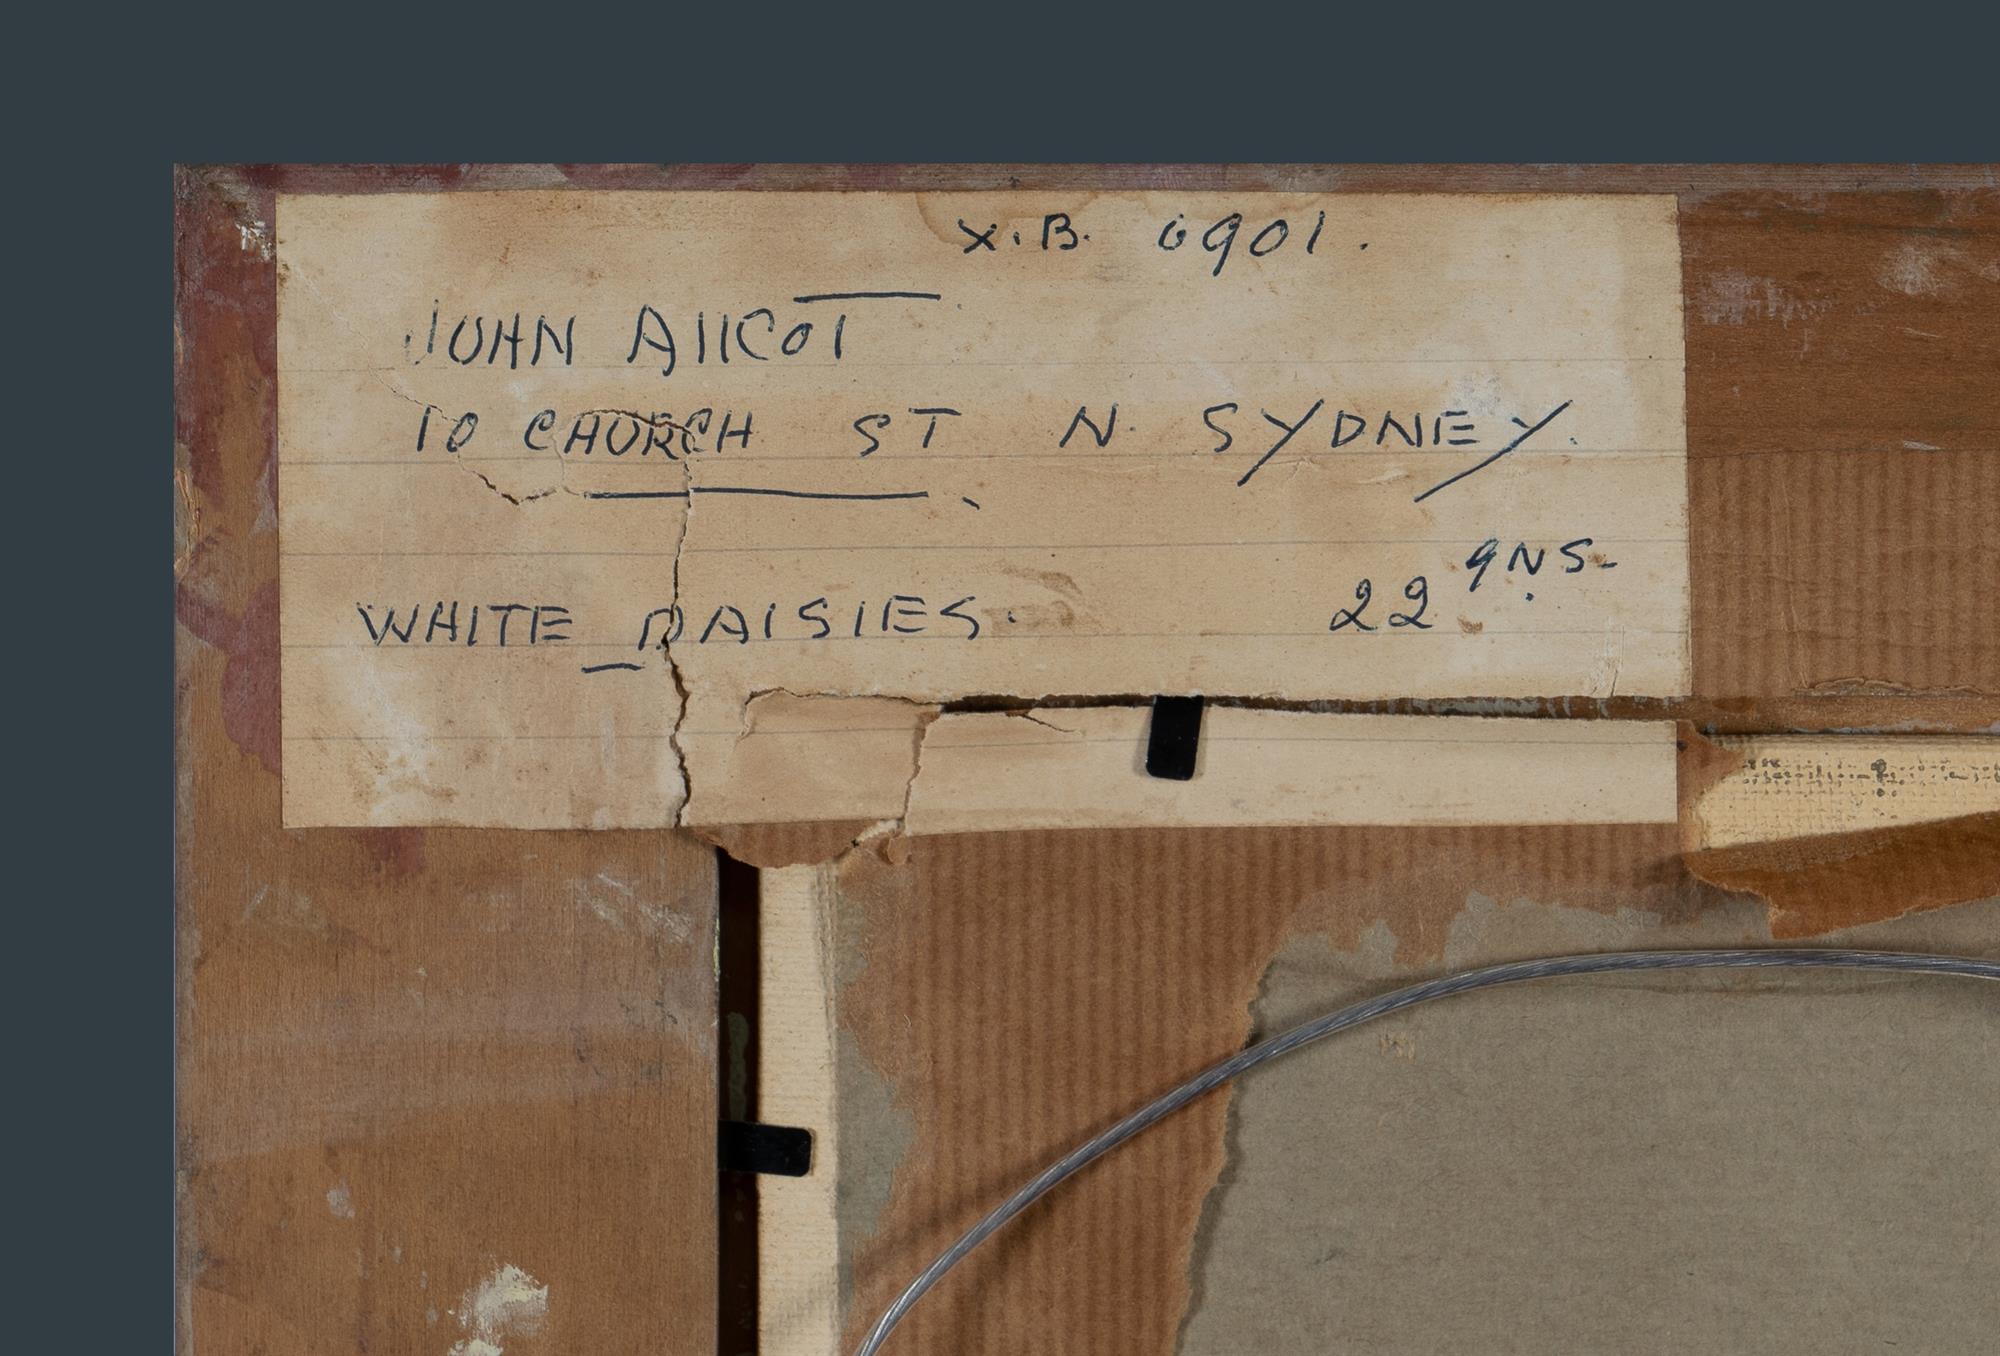 X.B. 6901.
JOHN AllCOT
10 CHURCH ST N. SYDNEY.
WHITE DAISIES. 22 gNS.